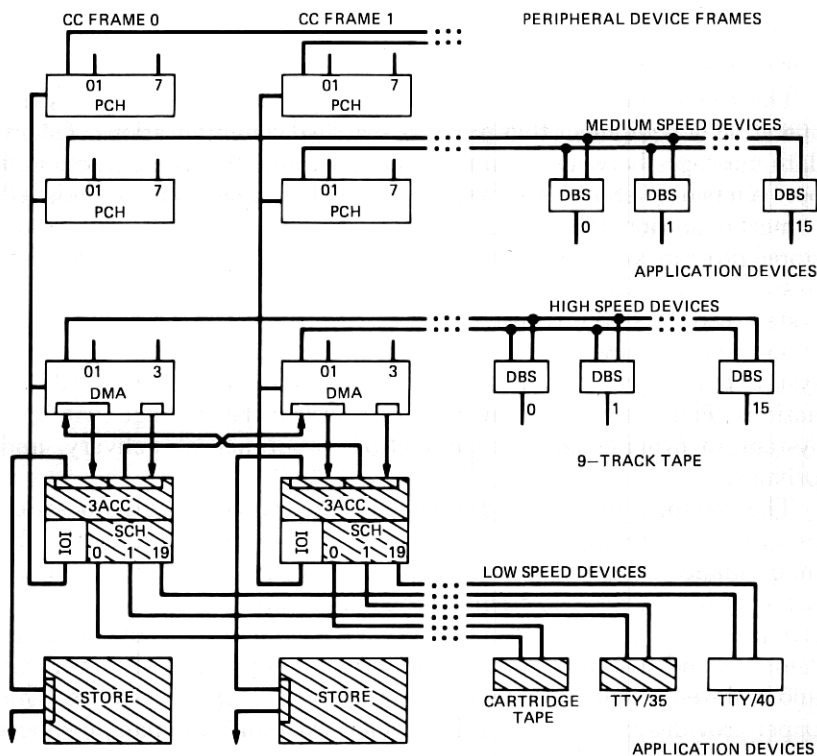 CC FRAME 0
CC FRAME 1
PERIPHERAL DEVICE FRAMES
01 7
PCH
01 7
PCH
MEDIUM SPEED DEVICES
01 7
PCH
01 7
PCH
DBS
DBS
DBS
0
1
15
APPLICATION DEVICES
HIGH SPEED DEVICES
01 3
DMA
01 3
DMA
DBS
DBS
DBS
0
1
15
9-TRACK TAPE
3ACC
IOI
SCH
0 1 19
3ACC
IOI
SCH
0 1 19
LOW SPEED DEVICES
STORE
STORE
CARTRIDGE
TAPE
TTY/35
TTY/40
APPLICATION DEVICES